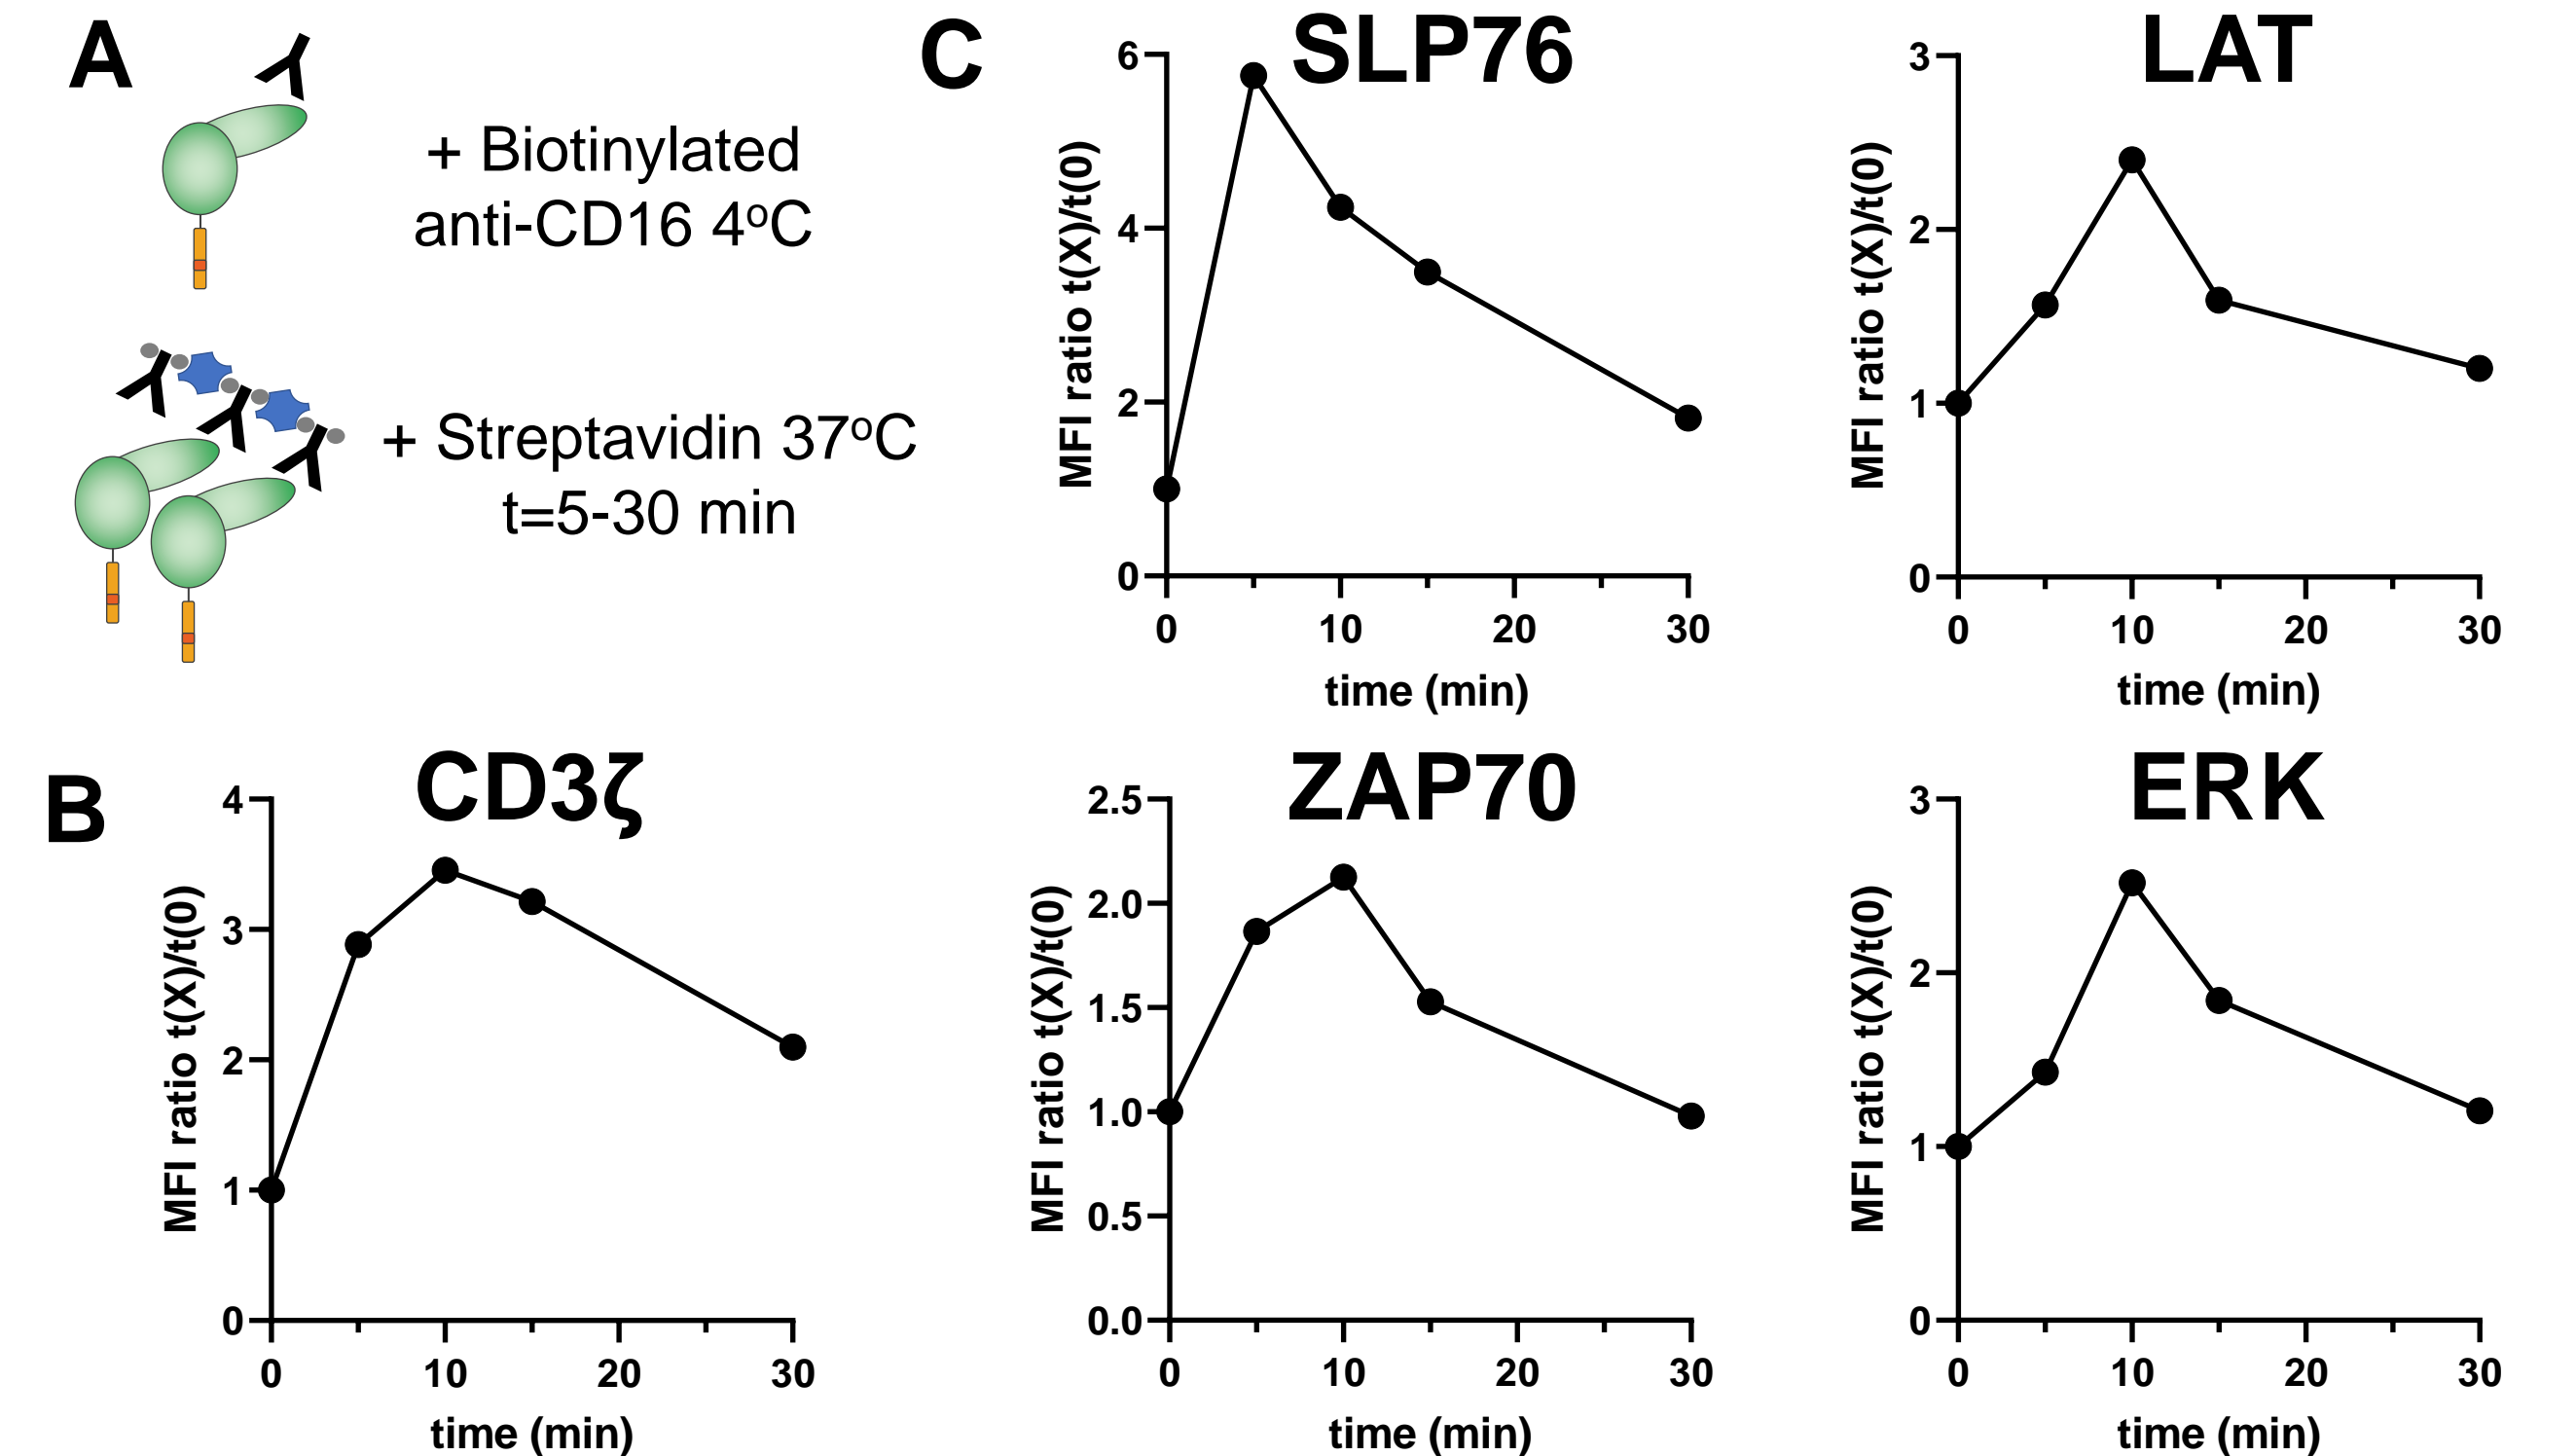 A
+ Biotinylated
anti-CD16 4ºC
+ Streptavidin 37ºC
t=5-30 min
C
SLP76
MFI ratio t(X)/t(0)
6
4
2
0
0 10 20 30
time (min)
LAT
MFI ratio t(X)/t(0)
3
2
1
0
0 10 20 30
time (min)
B
CD3ζ
MFI ratio t(X)/t(0)
4
3
2
1
0
0 10 20 30
time (min)
ZAP70
MFI ratio t(X)/t(0)
2.5
2.0
1.5
1.0
0.5
0.0
0 10 20 30
time (min)
ERK
MFI ratio t(X)/t(0)
3
2
1
0
0 10 20 30
time (min)